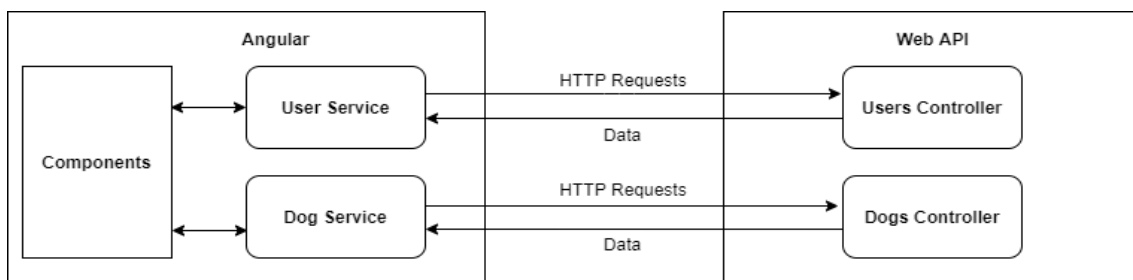 Angular
Web API
HTTP Requests
User Service
Users Controller
Data
Components
HTTP Requests
Dog Service
Dogs Controller
Data